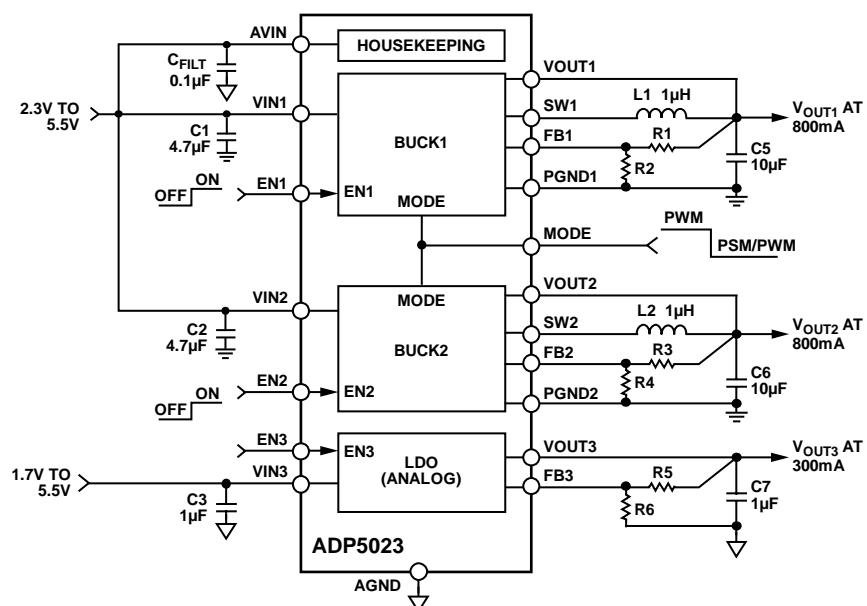 AVIN
HOUSEKEEPING
C_FILT
0.1µF
VOUT1
2.3V TO
5.5V
VIN1
SW1
L1 1µH
V_OUT1 AT
800mA
C1
4.7µF
BUCK1
FB1
R1
R2
C5
10µF
OFF
ON
EN1
EN1
PGND1
MODE
MODE
PWM
PSM/PWM
VOUT2
MODE
VIN2
SW2
L2 1µH
V_OUT2 AT
800mA
C2
4.7µF
BUCK2
FB2
R3
R4
C6
10µF
OFF
ON
EN2
EN2
PGND2
EN3
EN3
VOUT3
V_OUT3 AT
300mA
1.7V TO
5.5V
VIN3
LDO
(ANALOG)
FB3
R5
R6
C3
1µF
C7
1µF
ADP5023
AGND